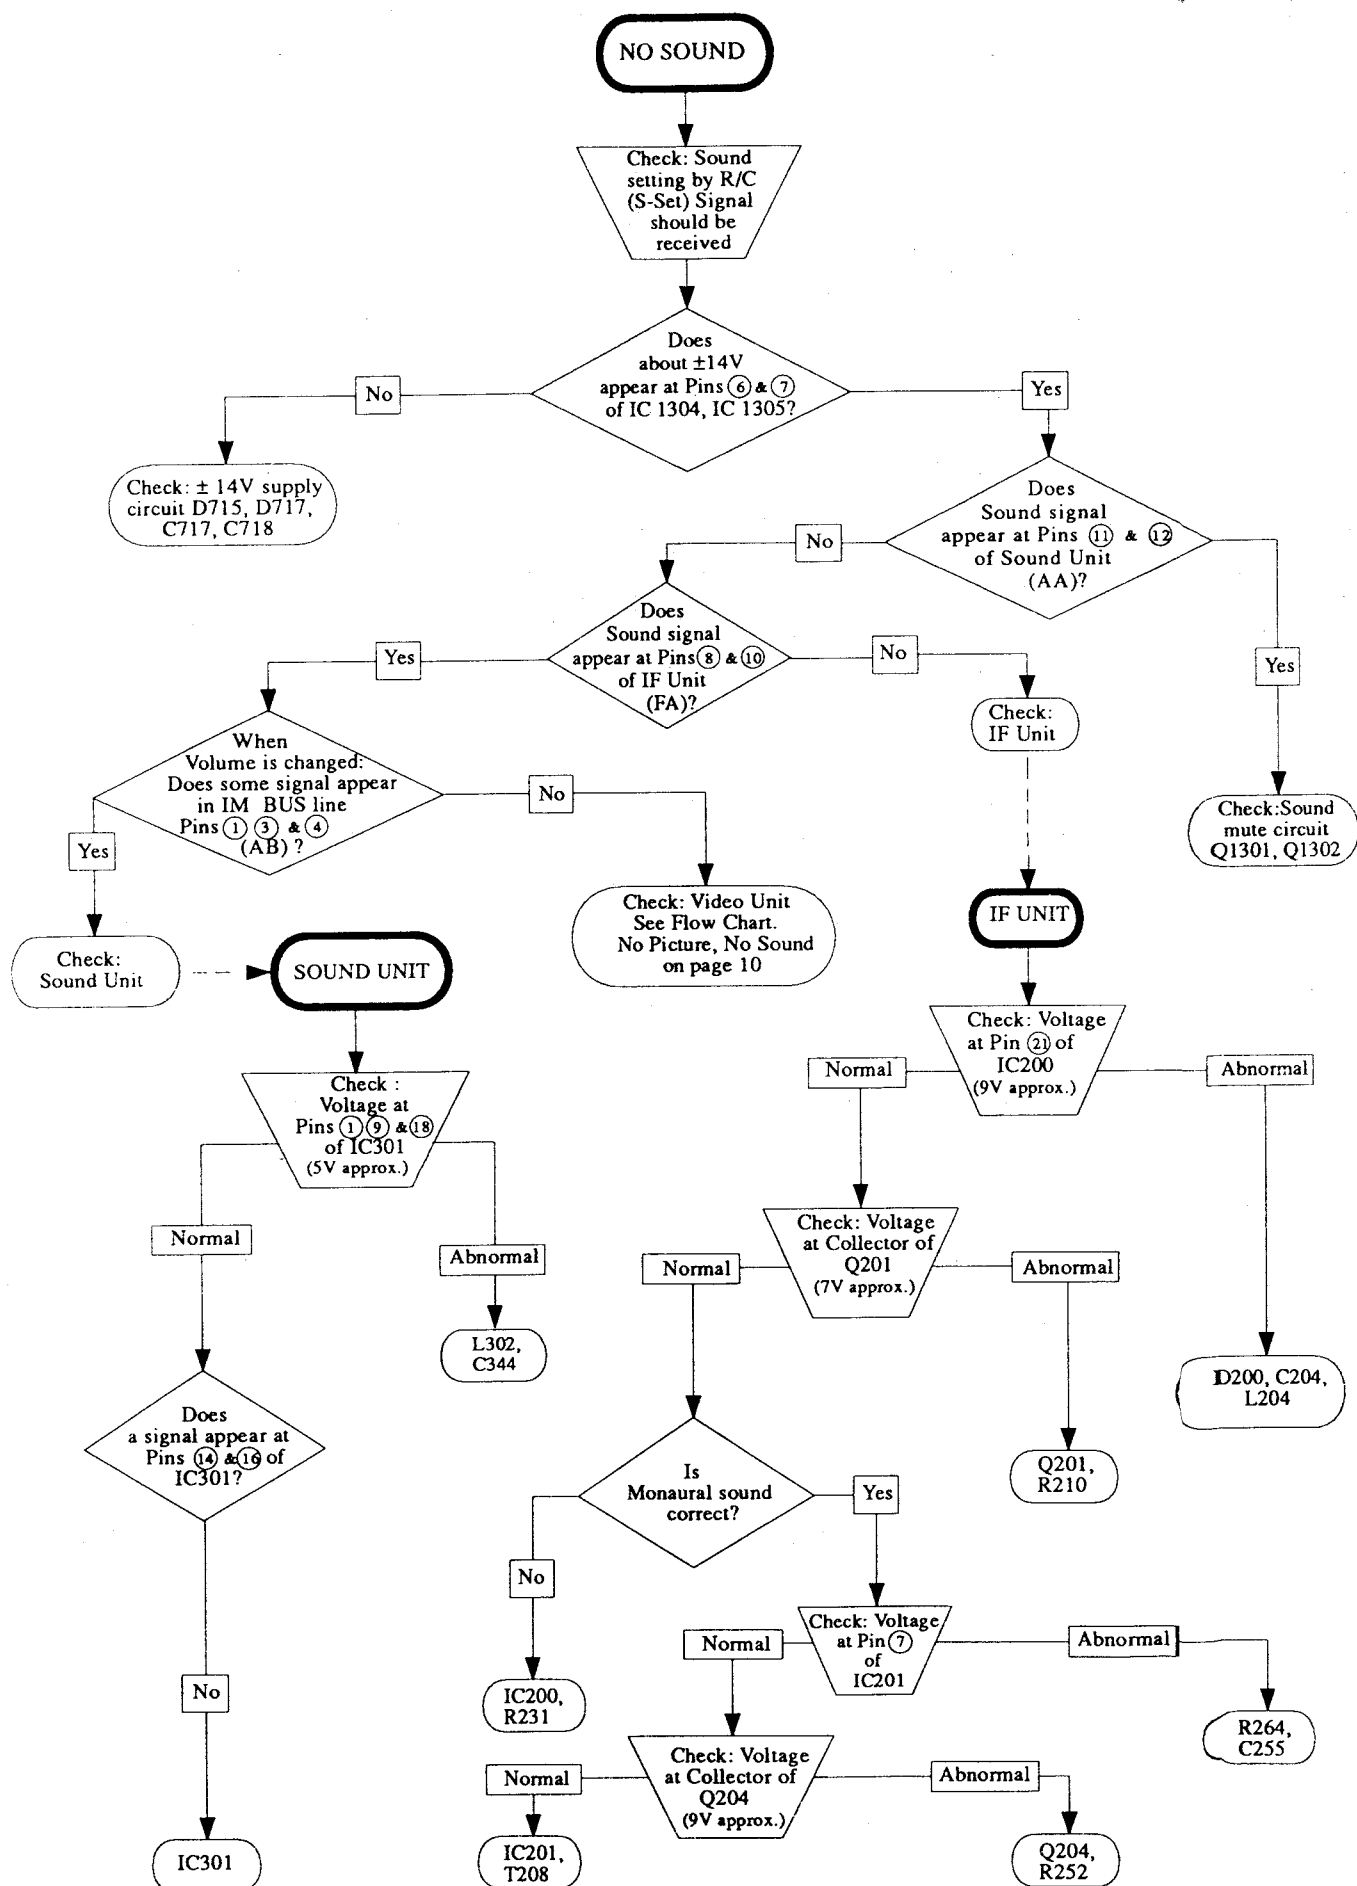 NO SOUND
Check: Sound
setting by R/C
(S-Set) Signal
should be
received
Does
about ±14V
appear at Pins ⑥ & ⑦
of IC 1304, IC 1305?
No
Yes
Check: ± 14V supply
circuit D715, D717,
C717, C718
Does
Sound signal
appear at Pins ⑪ & ⑫
of Sound Unit
(AA)?
No
Yes
Does
Sound signal
appear at Pins ⑧ & ⑩
of IF Unit
(FA)?
Yes
No
Check:
IF Unit
Check:Sound
mute circuit
Q1301, Q1302
When
Volume is changed:
Does some signal appear
in IM BUS line
Pins ① ③ & ④
(AB) ?
Yes
No
Check: Video Unit
See Flow Chart.
No Picture, No Sound
on page 10
Check:
Sound Unit
SOUND UNIT
IF UNIT
Check :
Voltage at
Pins ① ⑨ & ⑱
of IC301
(5V approx.)
Normal
Abnormal
L302,
C344
Does
a signal appear at
Pins ⑭ & ⑯ of
IC301?
No
IC301
Check: Voltage
at Pin ㉑ of
IC200
(9V approx.)
Normal
Abnormal
D200, C204,
L204
Check: Voltage
at Collector of
Q201
(7V approx.)
Normal
Abnormal
Q201,
R210
Is
Monaural sound
correct?
Yes
No
IC200,
R231
Check: Voltage
at Pin ⑦
of
IC201
Normal
Abnormal
R264,
C255
Check: Voltage
at Collector of
Q204
(9V approx.)
Normal
Abnormal
IC201,
T208
Q204,
R252